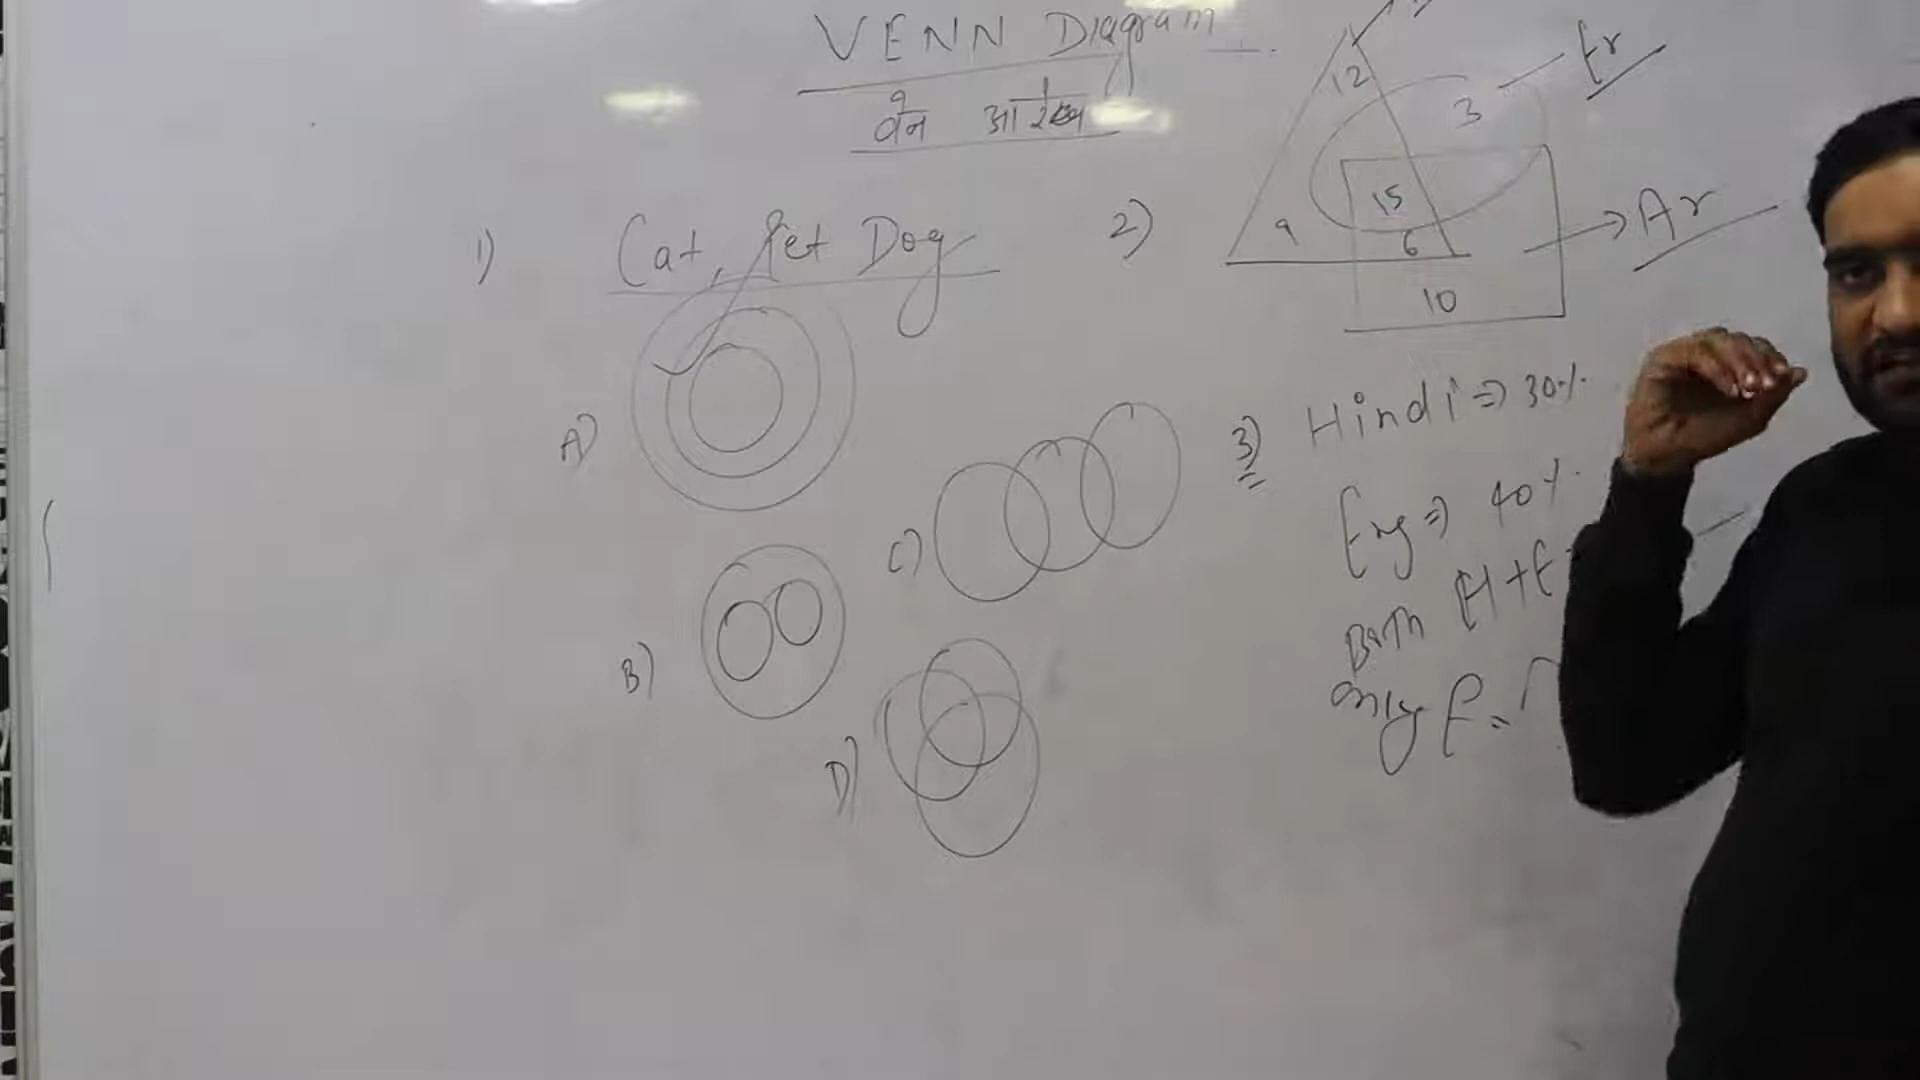 VENN Diagram
वेन आरेख
1) Cat, Pet Dog
A)
B)
C)
D)
2)
12
3
Er
15
9
6
Ar
10
3) Hindi => 30%
Eng => 40%
Both H+E
only E =